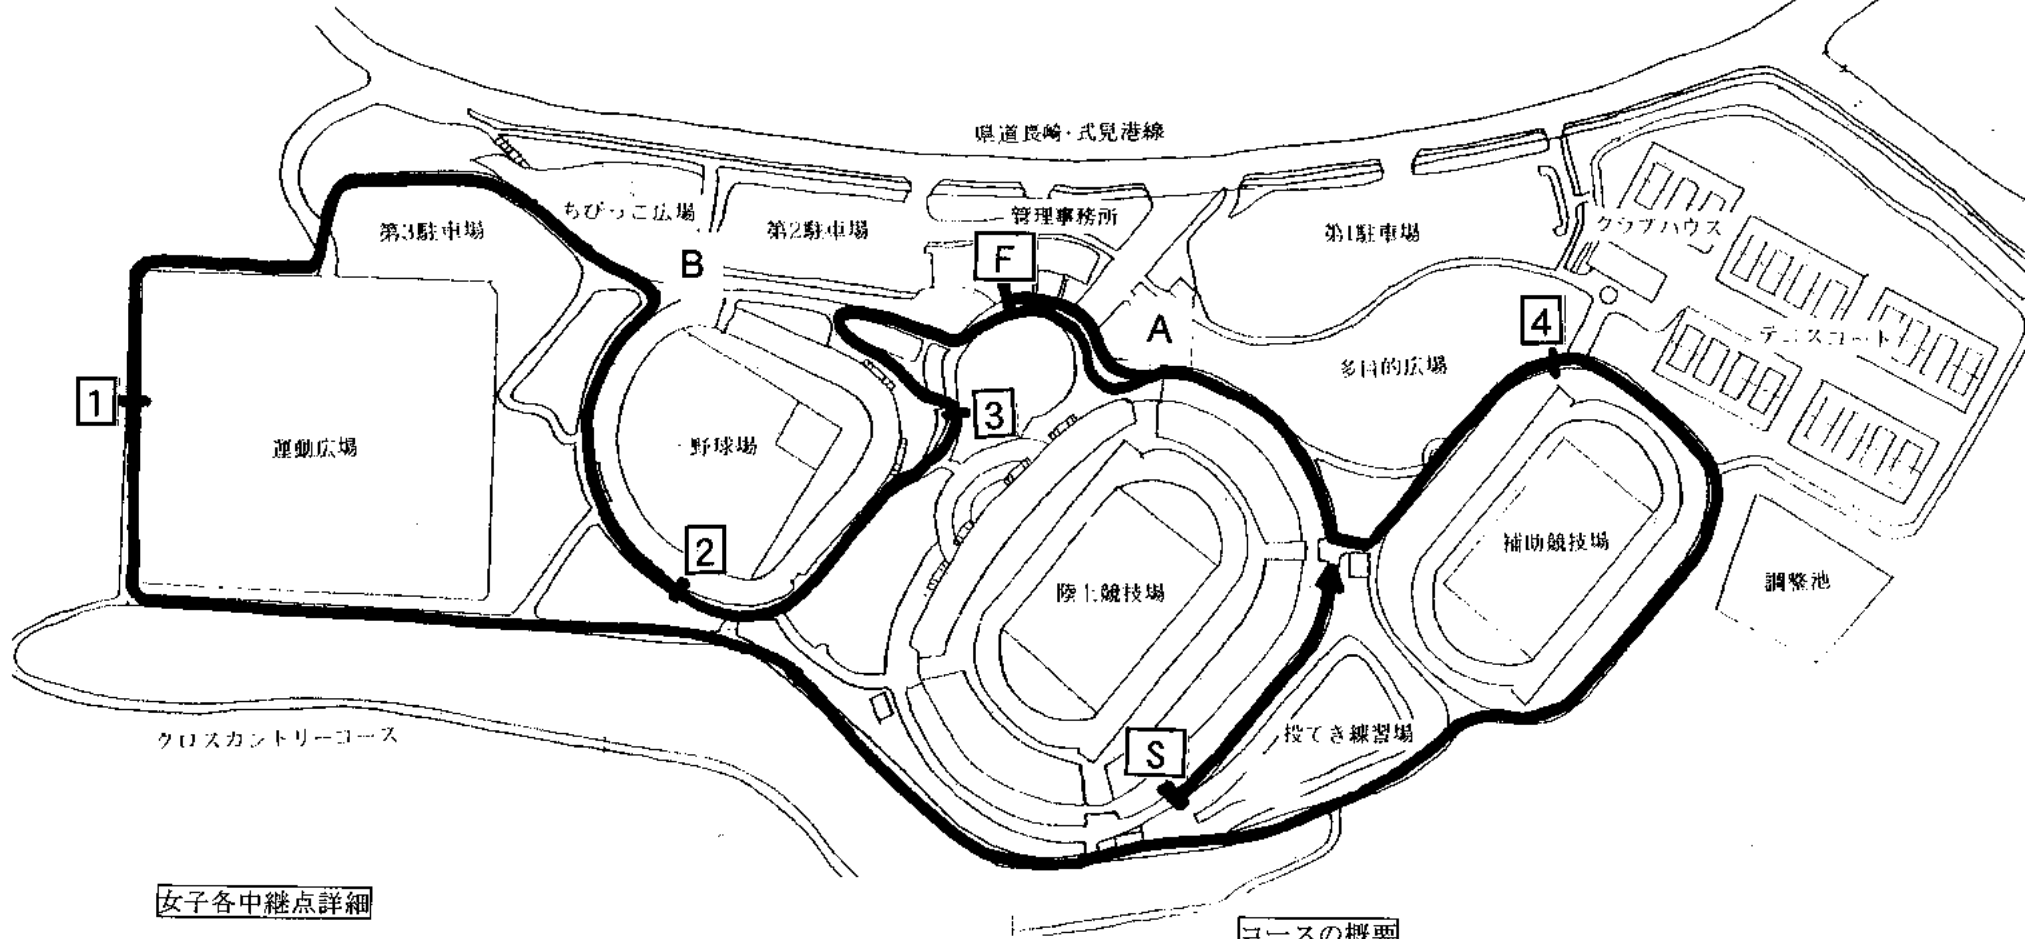 県道長崎・式見港線
ちびっこ広場
管理事務所
第3駐車場
第2駐車場
第1駐車場
クラブハウス
B
F
A
4
テニスコート
多目的広場
1
3
運動広場
野球場
2
補助競技場
陸上競技場
調整池
投てき練習場
クロスカントリーコース
S
女子各中継点詳細
コースの概要